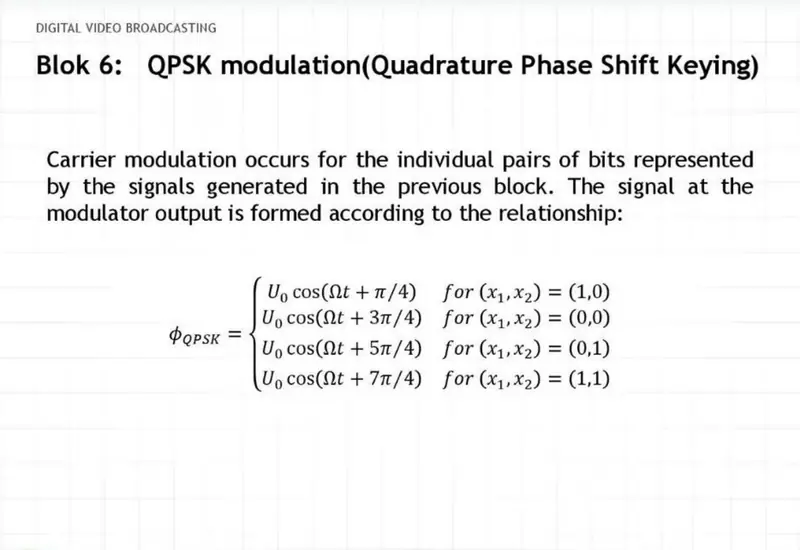 DIGITAL VIDEO BROADCASTING
Blok 6: QPSK modulation(Quadrature Phase Shift Keying)
Carrier modulation occurs for the individual pairs of bits represented
by the signals generated in the previous block. The signal at the
modulator output is formed according to the relationship:
U₀ cos(Ωt + π/4) for (x₁,x₂) = (1,0)
U₀ cos(Ωt + 3π/4) for (x₁,x₂) = (0,0)
ϕQPSK =
U₀ cos(Ωt + 5π/4) for (x₁,x₂) = (0,1)
U₀ cos(Ωt + 7π/4) for (x₁,x₂) = (1,1)